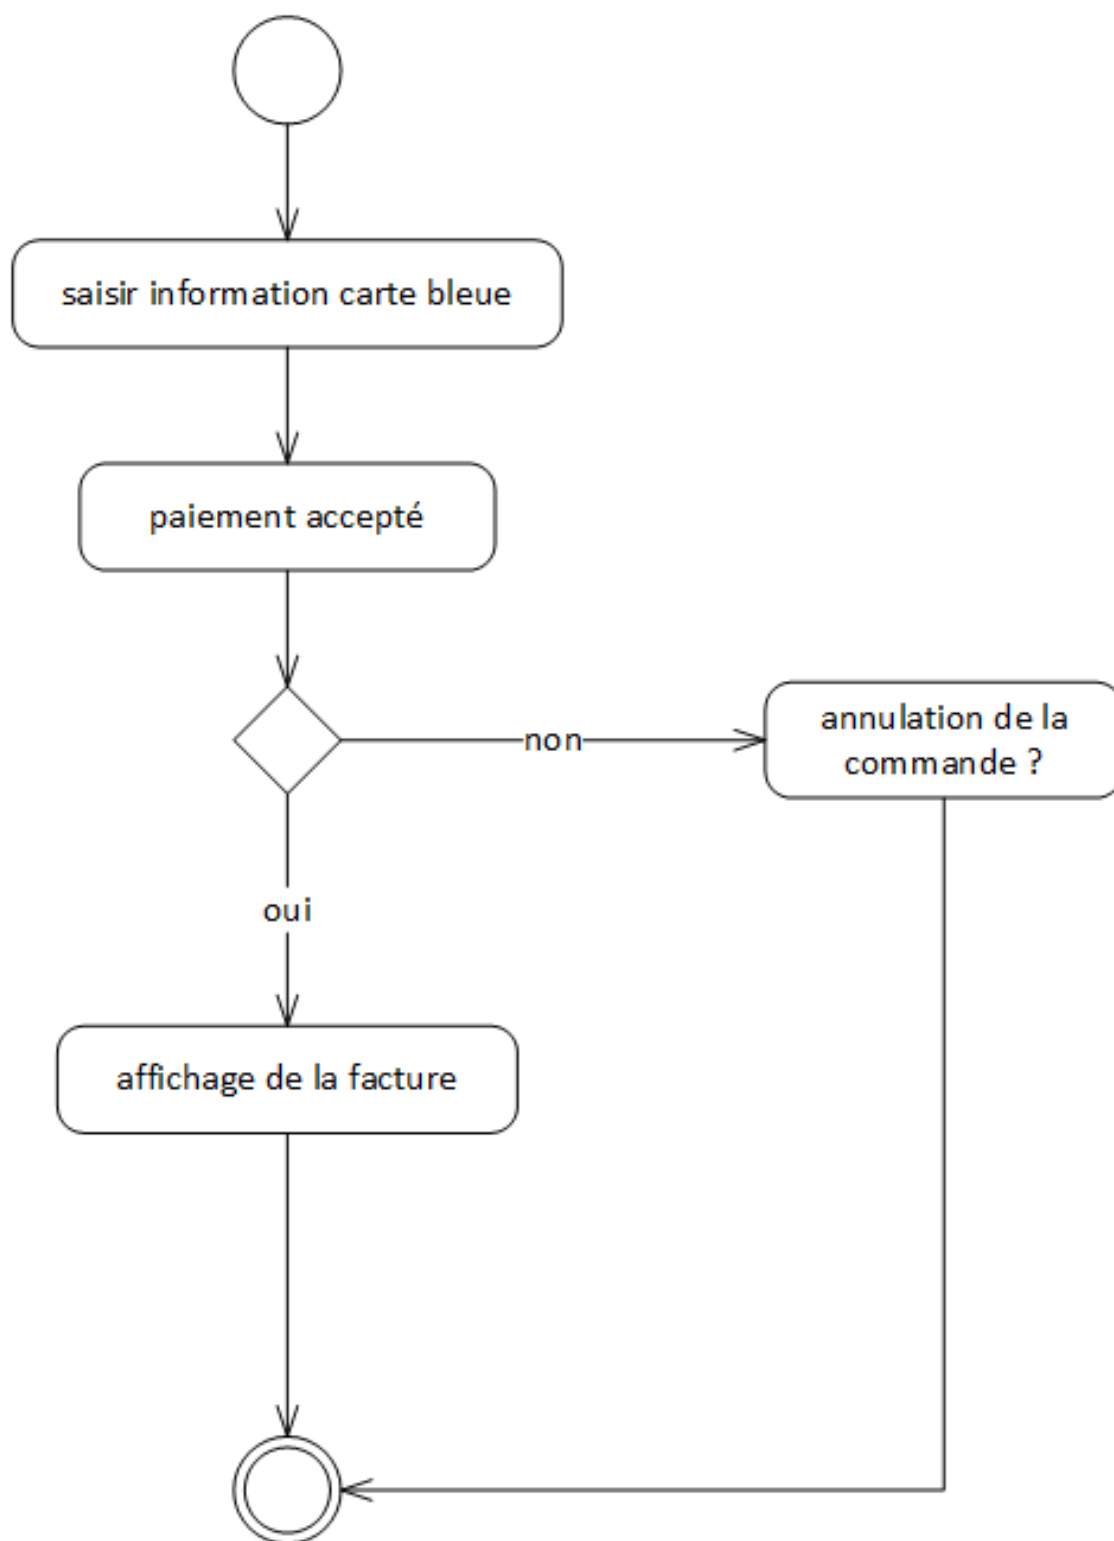 saisir information carte bleue
paiement accepté
non
annulation de la
commande ?
oui
affichage de la facture